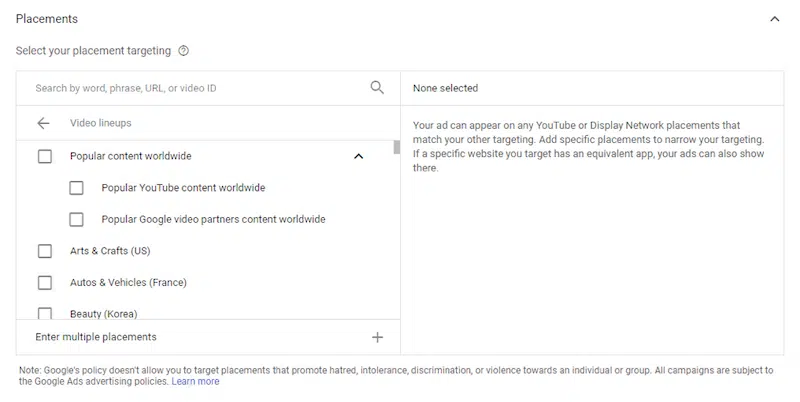 Placements
Select your placement targeting
Search by word, phrase, URL, or video ID
None selected
Video lineups
Popular content worldwide
Popular YouTube content worldwide
Popular Google video partners content worldwide
Arts & Crafts (US)
Autos & Vehicles (France)
Beauty (Korea)
Enter multiple placements
Your ad can appear on any YouTube or Display Network placements that
match your other targeting. Add specific placements to narrow your targeting.
If a specific website you target has an equivalent app, your ads can also show
there.
Note: Google's policy doesn't allow you to target placements that promote hatred, intolerance, discrimination, or violence towards an individual or group. All campaigns are subject to
the Google Ads advertising policies. Learn more